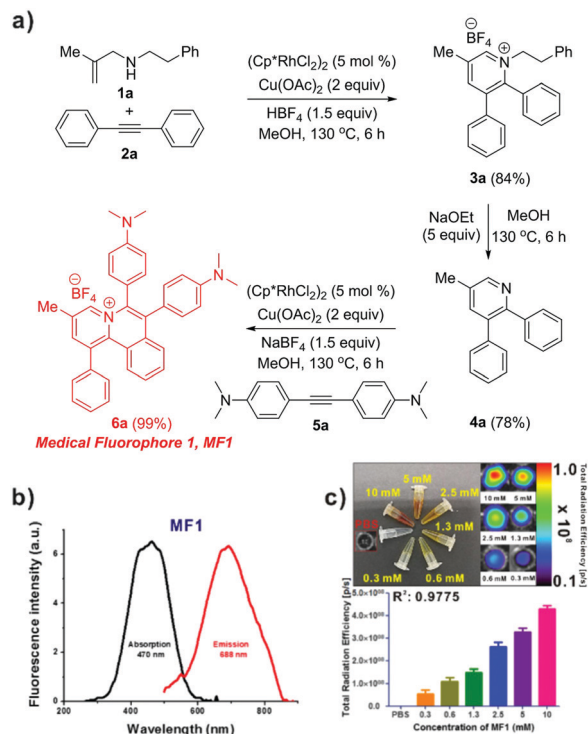 a)
Me
N
H
Ph
1a
+
2a
(Cp*RhCl2)2 (5 mol %)
Cu(OAc)2 (2 equiv)
HBF4 (1.5 equiv)
MeOH, 130 °C, 6 h
⊖
BF4
Me
N
+
Ph
3a (84%)
NaOEt
(5 equiv)
MeOH
130 °C, 6 h
Me
N
4a (78%)
(Cp*RhCl2)2 (5 mol %)
Cu(OAc)2 (2 equiv)
NaBF4 (1.5 equiv)
MeOH, 130 °C, 6 h
N
N
5a
N
N
⊖
BF4
Me
N
+
6a (99%)
Medical Fluorophore 1, MF1
b)
MF1
Fluorescence intensity (a.u.)
6
4
2
0
Absorption
470 nm
Emission
688 nm
200
400
600
800
Wavelength (nm)
c)
5 mM
10 mM
2.5 mM
PBS
1.3 mM
0.3 mM
0.6 mM
10 mM
5 mM
2.5 mM
1.3 mM
0.6 mM
0.3 mM
1.0
x 10^8
0.1
Total Radiation Efficiency [p/s]
R2: 0.9775
Total Radiation Efficiency [p/s]
PBS
0.3
0.6
1.3
2.5
5
10
Concentration of MF1 (mM)